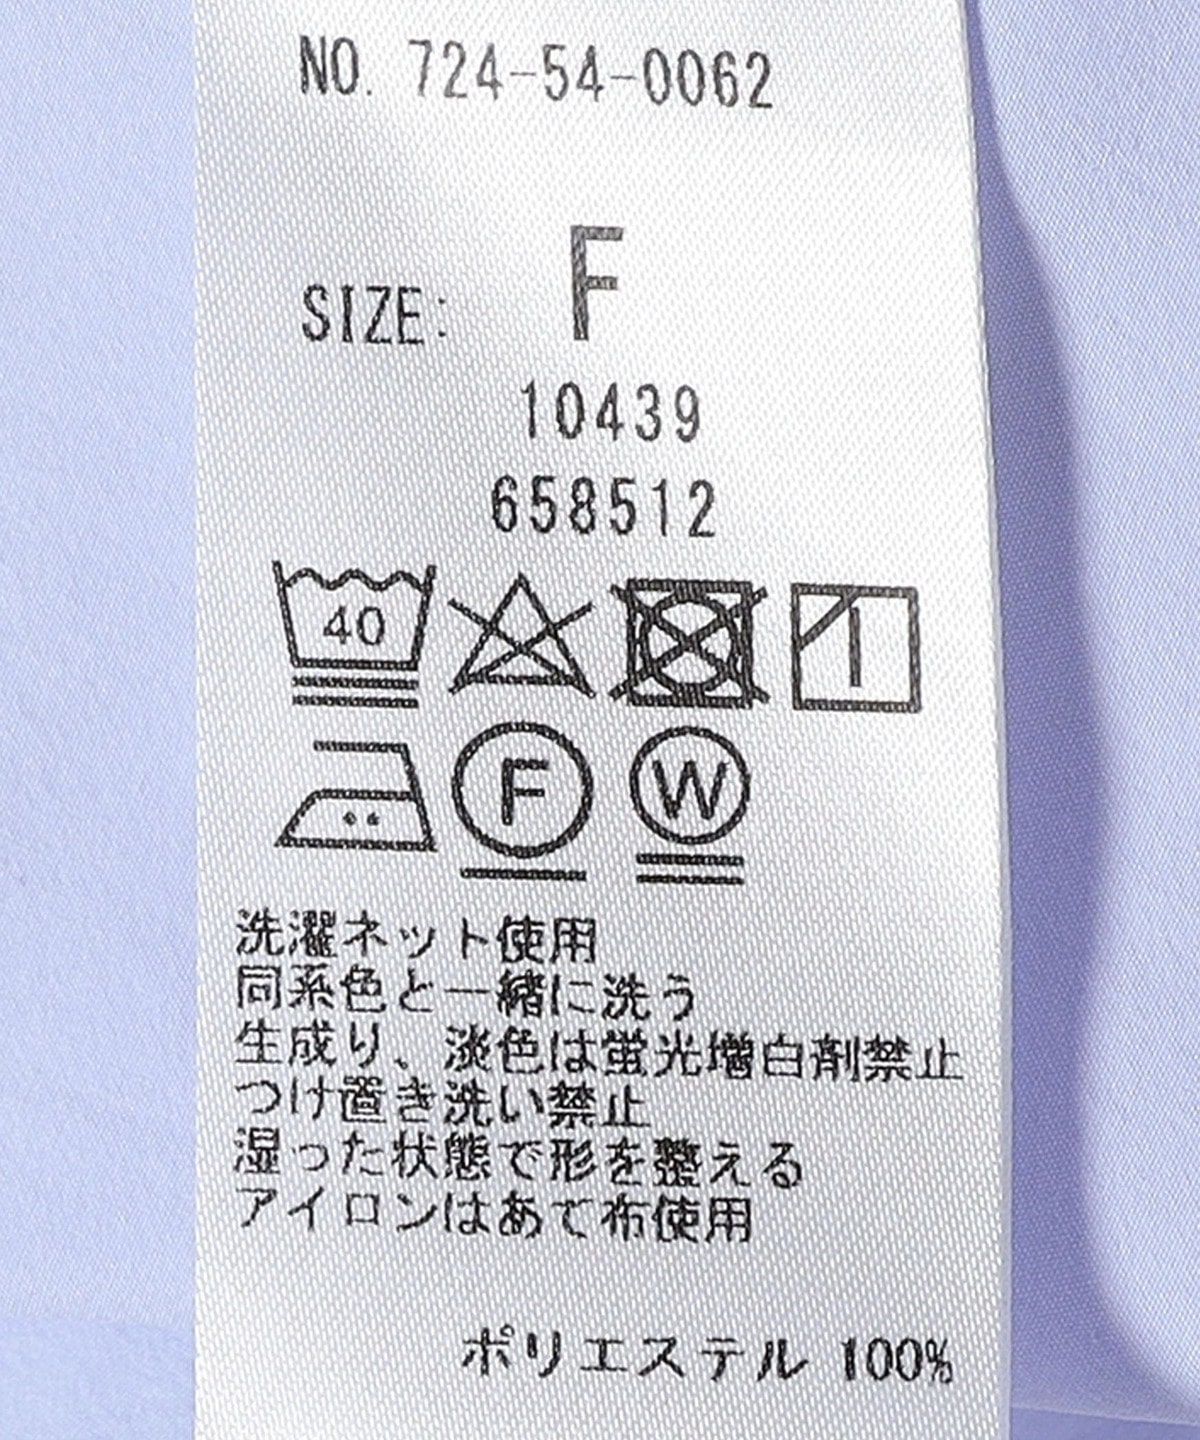 NO. 724-54-0062
SIZE: F
10439
658512
40
F W
洗濯ネット使用
同系色と一緒に洗う
生成り、淡色は蛍光増白剤禁止
つけ置き洗い禁止
湿った状態で形を整える
アイロンはあて布使用
ポリエステル 100%